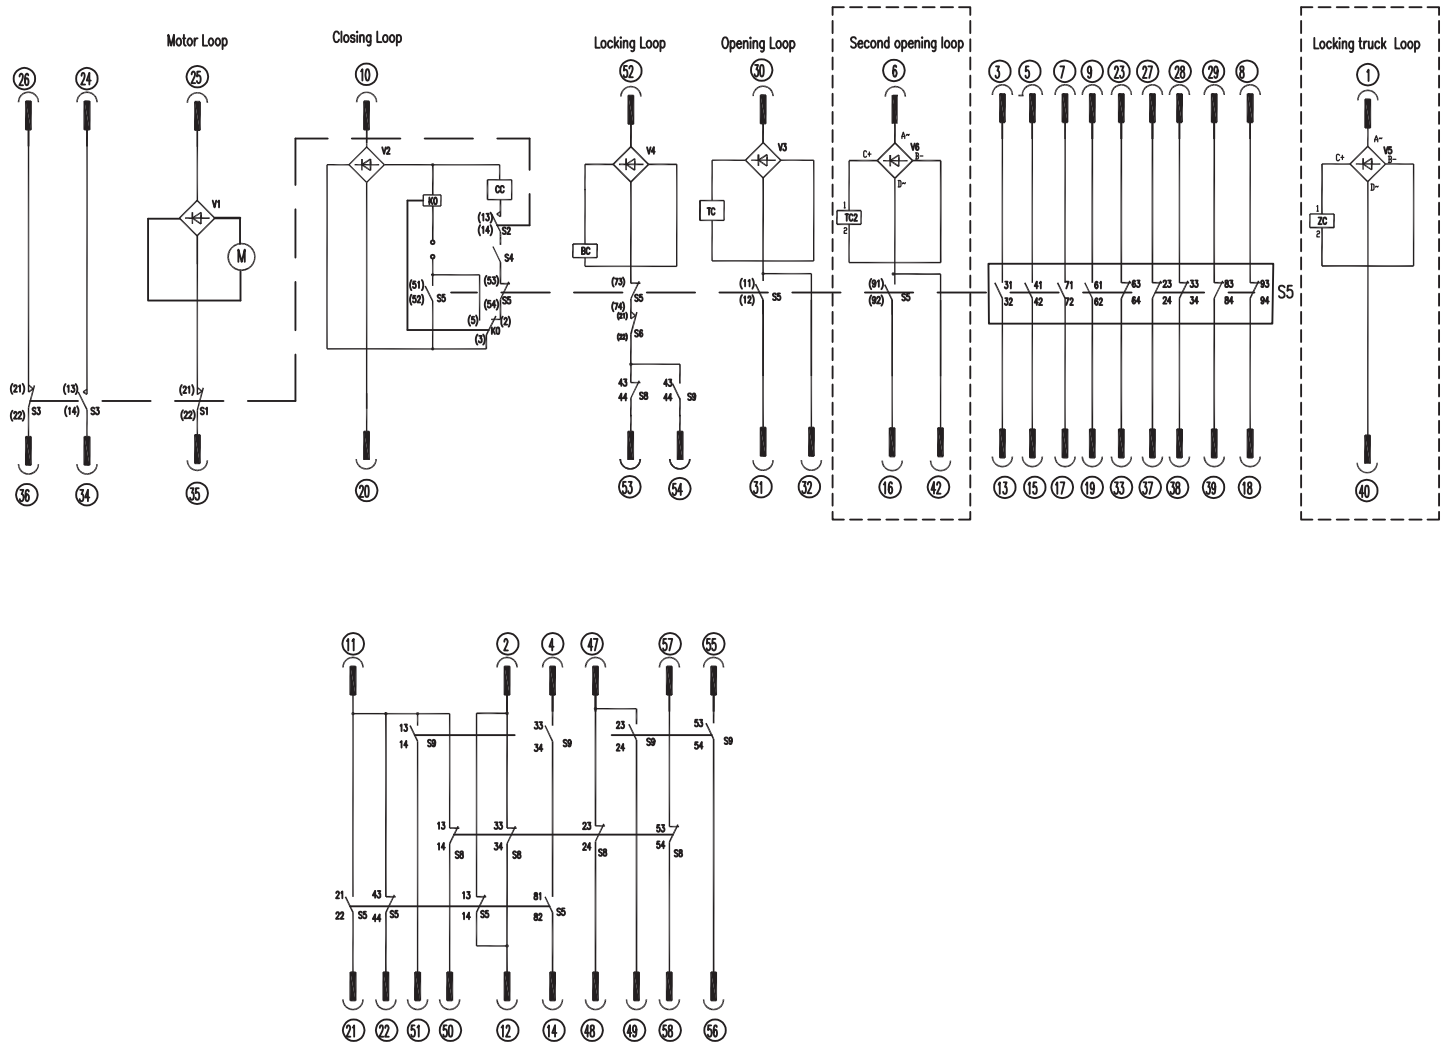 Motor Loop
Closing Loop
Locking Loop
Opening Loop
Second opening loop
Locking truck Loop
26 24 25 10 52 30 6 3 5 7 9 23 27 28 29 8 1
A~ A~
V2 V4 V3 V6 V5
C+ B- C+ B-
D~ D~
CC
K0
V1
TC
1 TC2 2
1 ZC 2
(13)
(14) S2
M
BC
S4
(51) (53) (73) (11) (91) 31 41 71 61 63 23 33 83 93
(52) S5 (54) S5 (74) S5 (12) S5 (92) S5 32 42 72 62 64 24 34 84 94 S5
(5) K0 (2)
(3)
(21)
(22) S6
(21) (13) (21) 43 43
(22) S3 (14) S3 (22) S1 44 S8 44 S9
36 34 35 20 53 54 31 32 16 42 13 15 17 19 33 37 38 39 18 40
11 2 4 47 57 55
13 33 23 53
14 S9 34 S9 24 S9 54 S9
13 33 23 53
14 S8 34 S8 24 S8 54 S8
21 43 13 81
22 S5 44 S5 14 S5 82 S5
21 22 51 50 12 14 48 49 58 56